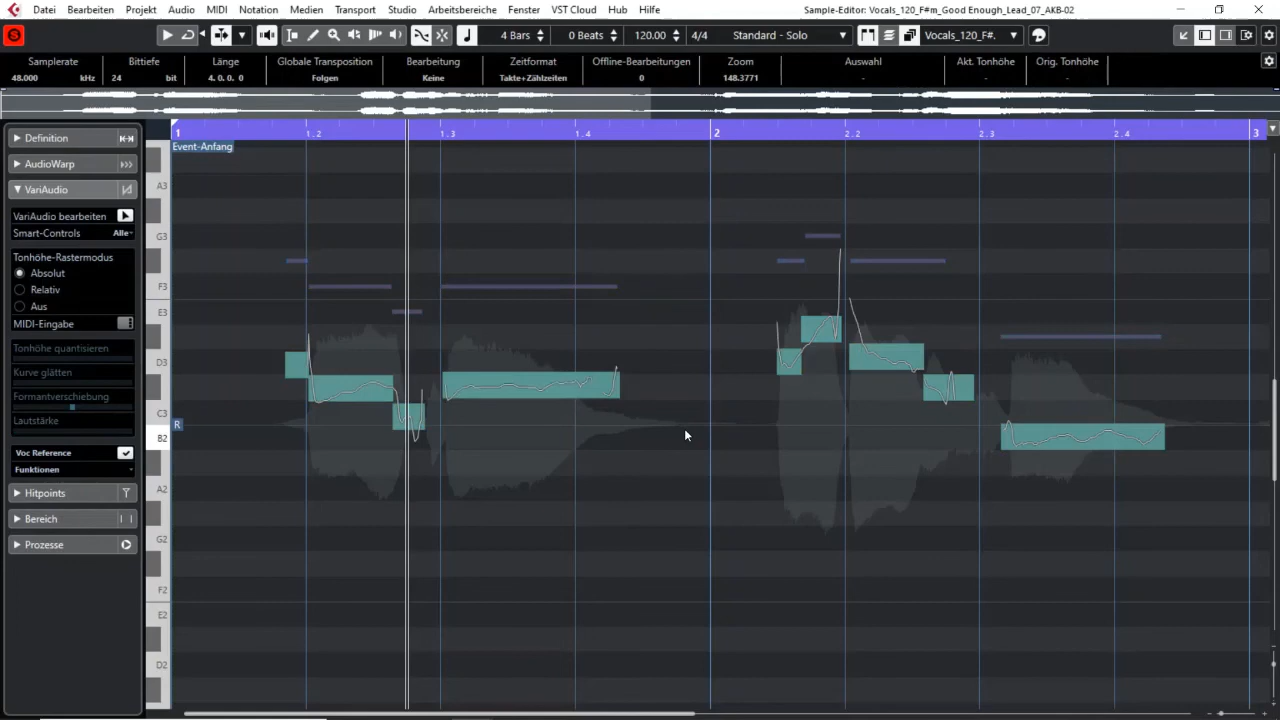 Datei Bearbeiten Projekt Audio MIDI Notation Medien Transport Studio Arbeitsbereiche Fenster VST Cloud Hub Hilfe Sample-Editor: Vocals_120_F#m_Good Enough_Lead_07_AKB-02
4 Bars 0 Beats 120.00 4/4 Standard - Solo Vocals_120_F#.
Samplerate Bittiefe Länge Globale Transposition Bearbeitung Zeitformat Offline-Bearbeitungen Zoom Auswahl Akt. Tonhöhe Orig. Tonhöhe
48.000 kHz 24 bit 4. 0. 0. 0 Folgen Keine Takte+Zählzeiten 0 148.3771 - - -
1 1.2 1.3 1.4 2 2.2 2.3 2.4 3
Event-Anfang
Definition
AudioWarp
VariAudio
VariAudio bearbeiten
Smart-Controls Alle
Tonhöhe-Rastermodus
Absolut
Relativ
Aus
MIDI-Eingabe
Tonhöhe quantisieren
Kurve glätten
Formantverschiebung
Lautstärke
Voc Reference
Funktionen
Hitpoints
Bereich
Prozesse
A3
G3
F3
E3
D3
C3
R
B2
A2
G2
F2
E2
D2